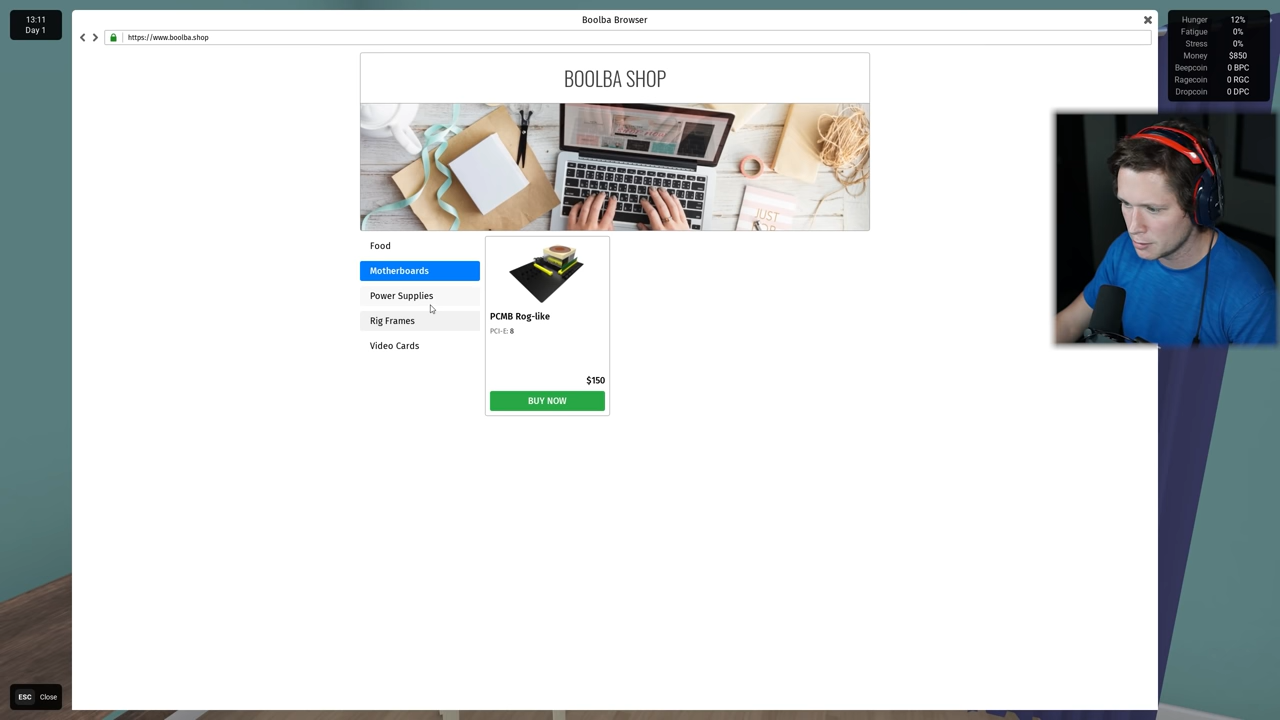 13:11
Day 1
Boolba Browser
https://www.boolba.shop
Hunger 12%
Fatigue 0%
Stress 0%
Money $850
Beepcoin 0 BPC
Ragecoin 0 RGC
Dropcoin 0 DPC
BOOLBA SHOP
JUST
Food
Motherboards
Power Supplies
Rig Frames
Video Cards
PCMB Rog-like
PCI-E: 8
$150
BUY NOW
ESC Close